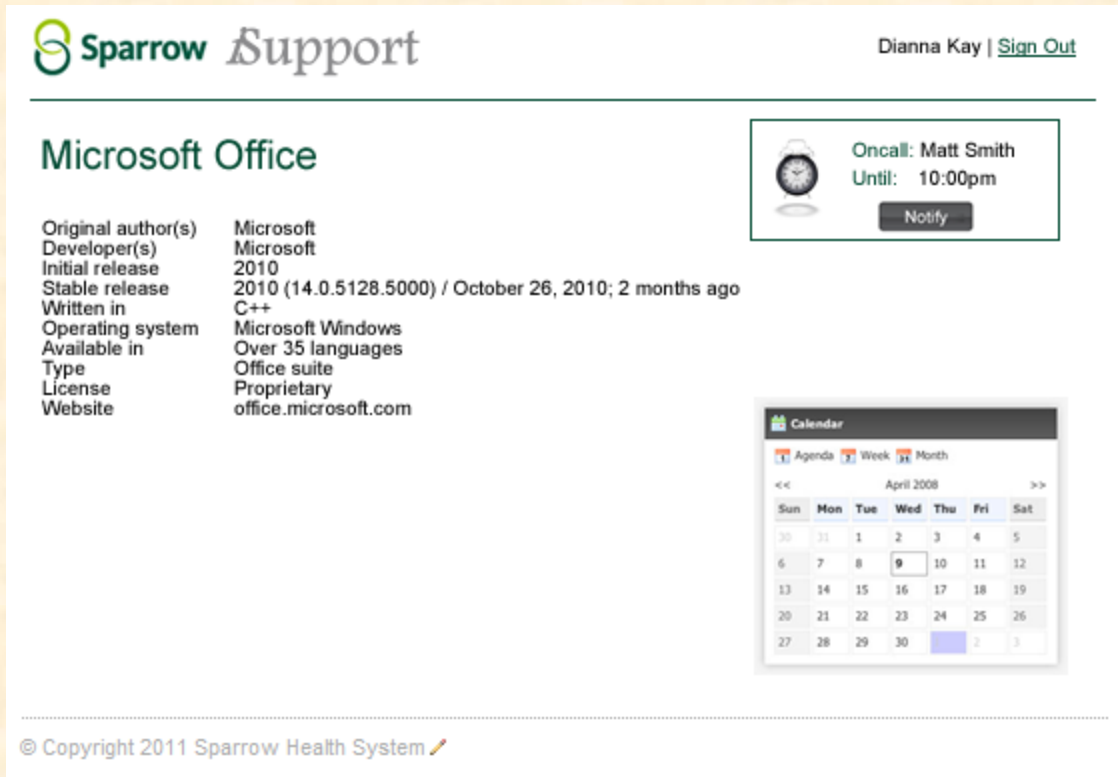 Sparrow iSupport
Dianna Kay | Sign Out
Microsoft Office
Oncall: Matt Smith
Until: 10:00pm
Notify
Original author(s) Microsoft
Developer(s) Microsoft
Initial release 2010
Stable release 2010 (14.0.5128.5000) / October 26, 2010; 2 months ago
Written in C++
Operating system Microsoft Windows
Available in Over 35 languages
Type Office suite
License Proprietary
Website office.microsoft.com
Calendar
1 Agenda 7 Week 31 Month
<< April 2008 >>
Sun Mon Tue Wed Thu Fri Sat
30 31 1 2 3 4 5
6 7 8 9 10 11 12
13 14 15 16 17 18 19
20 21 22 23 24 25 26
27 28 29 30 2 3
© Copyright 2011 Sparrow Health System